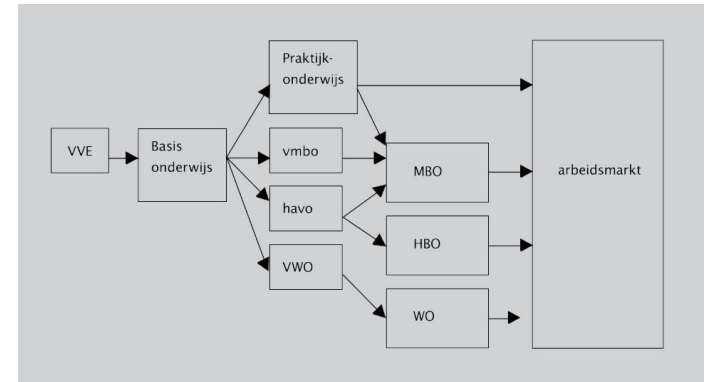 VVE
Basis
onderwijs
Praktijk-
onderwijs
vmbo
havo
VWO
MBO
HBO
WO
arbeidsmarkt